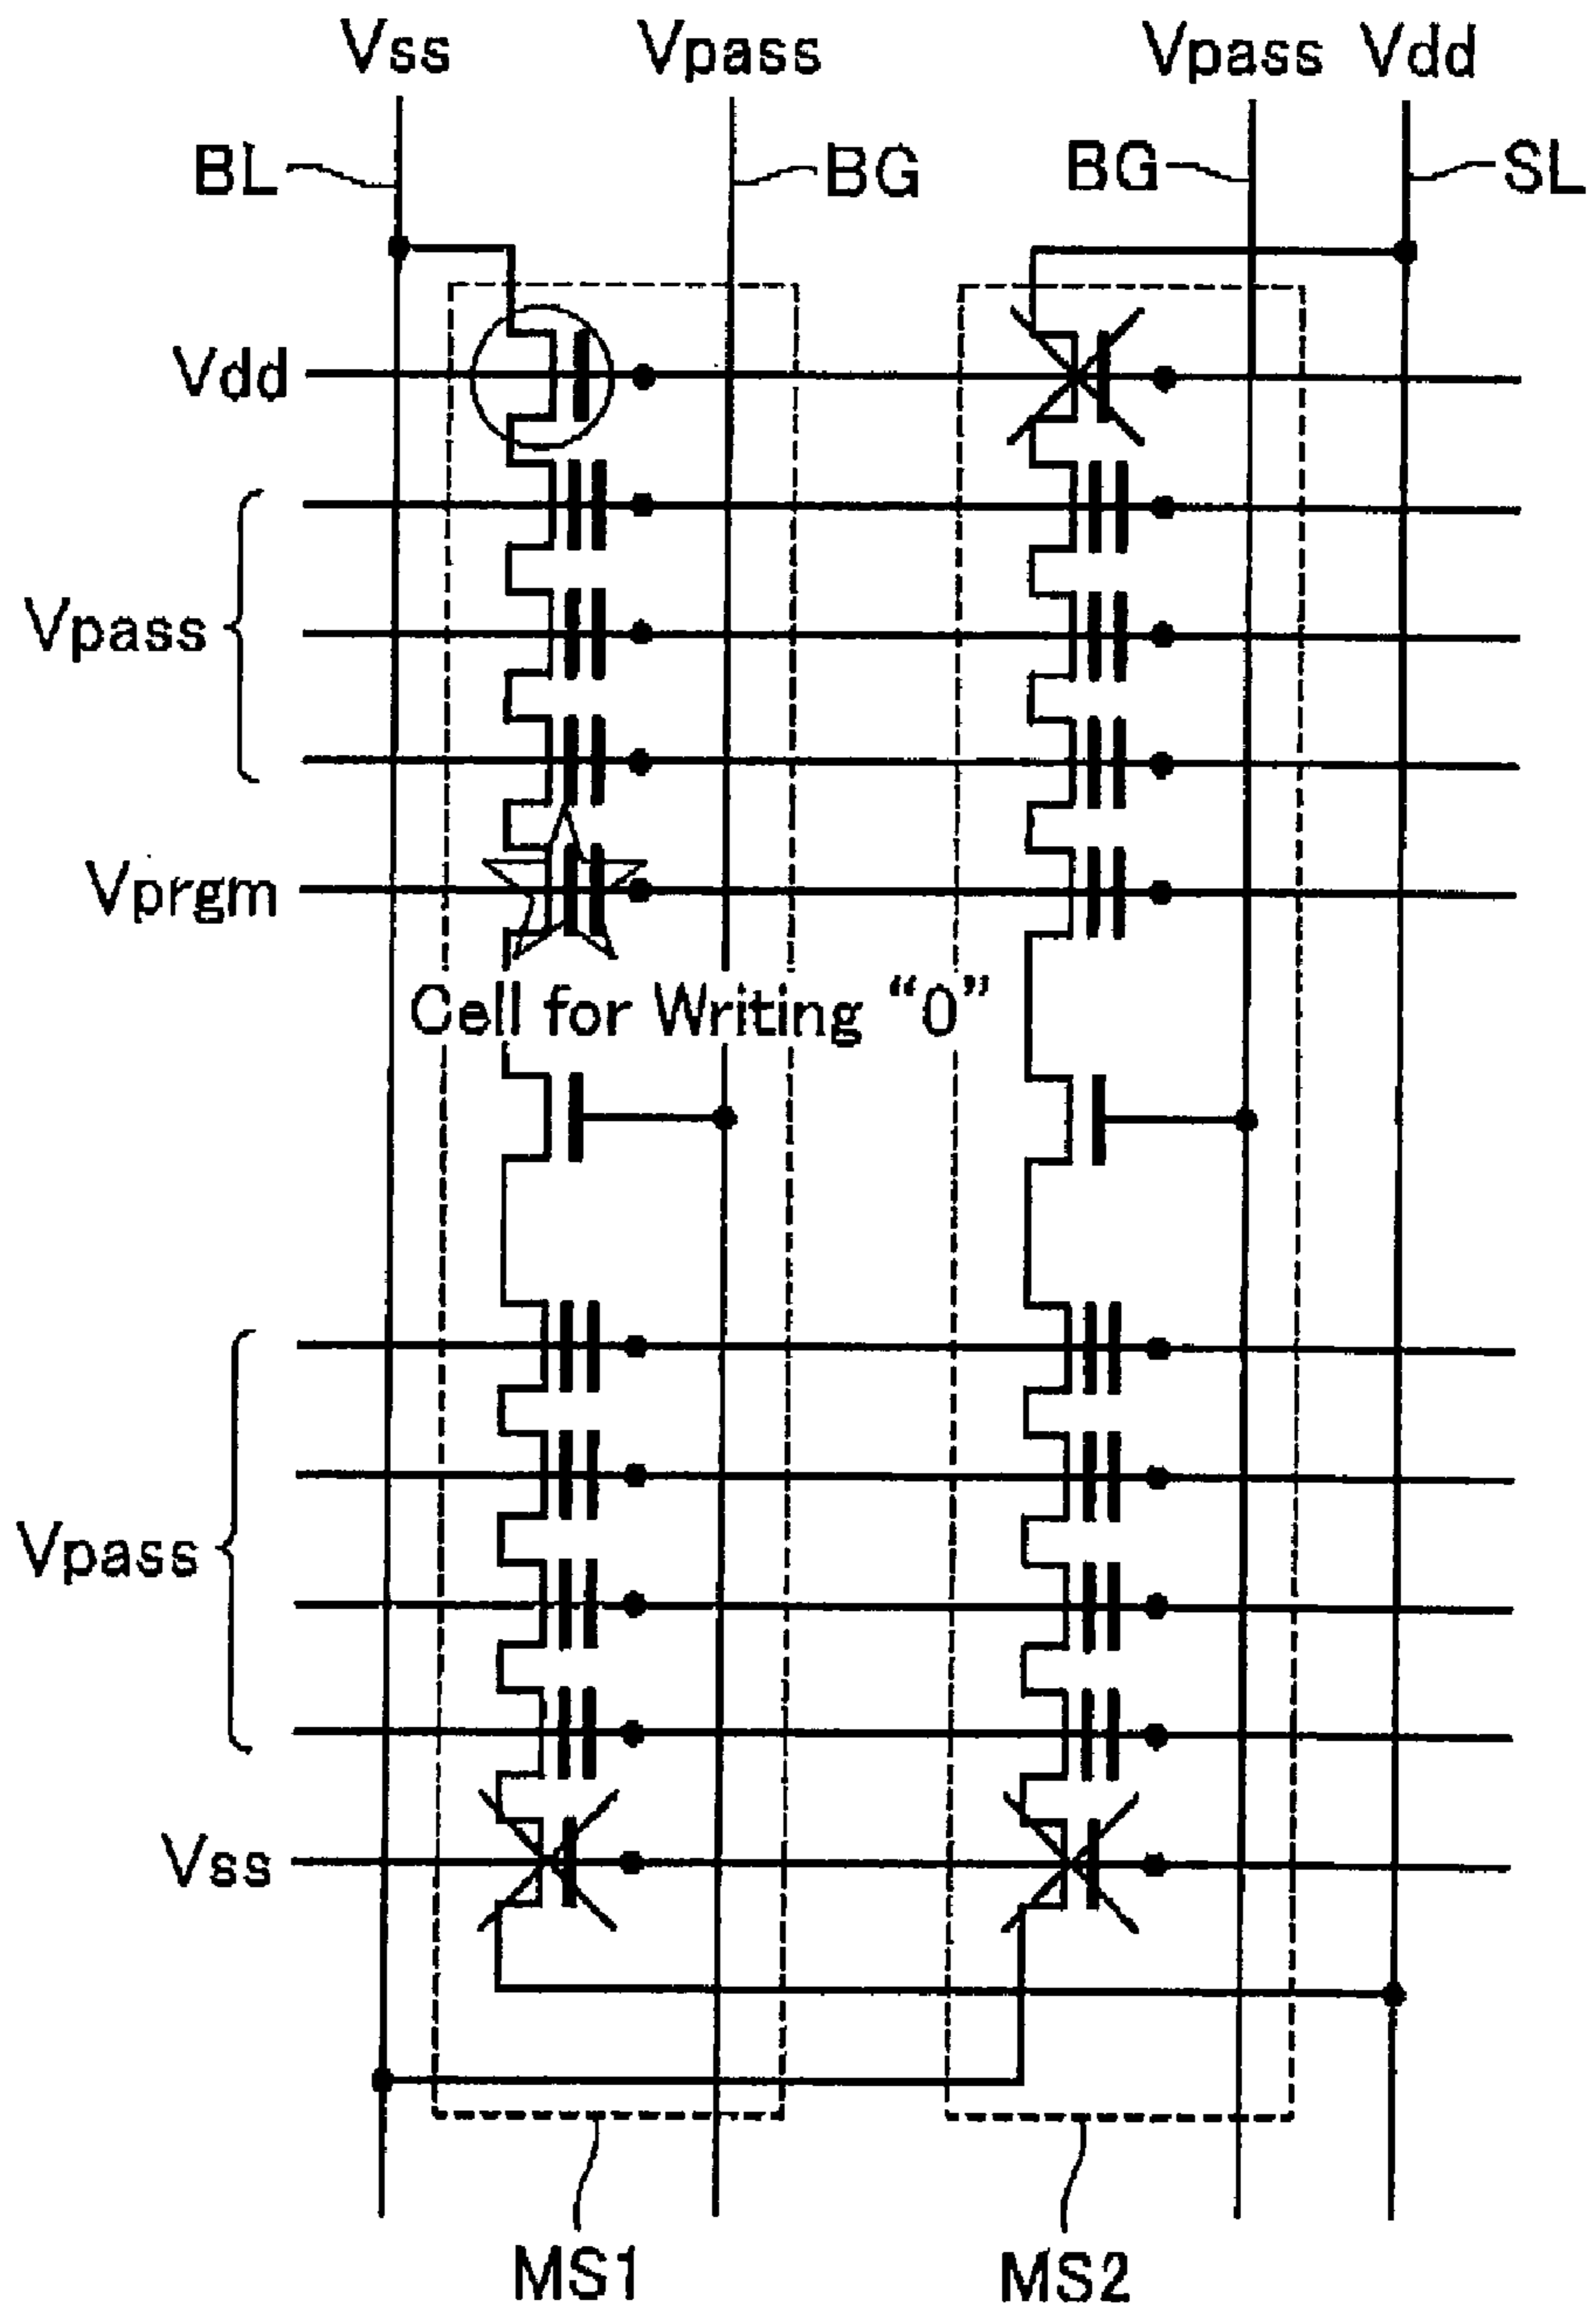 Vss Vpass Vpass Vdd
BL BG BG SL
Vdd
Vpass
Vprgm
Cell for Writing “0”
Vpass
Vss
MS1 MS2